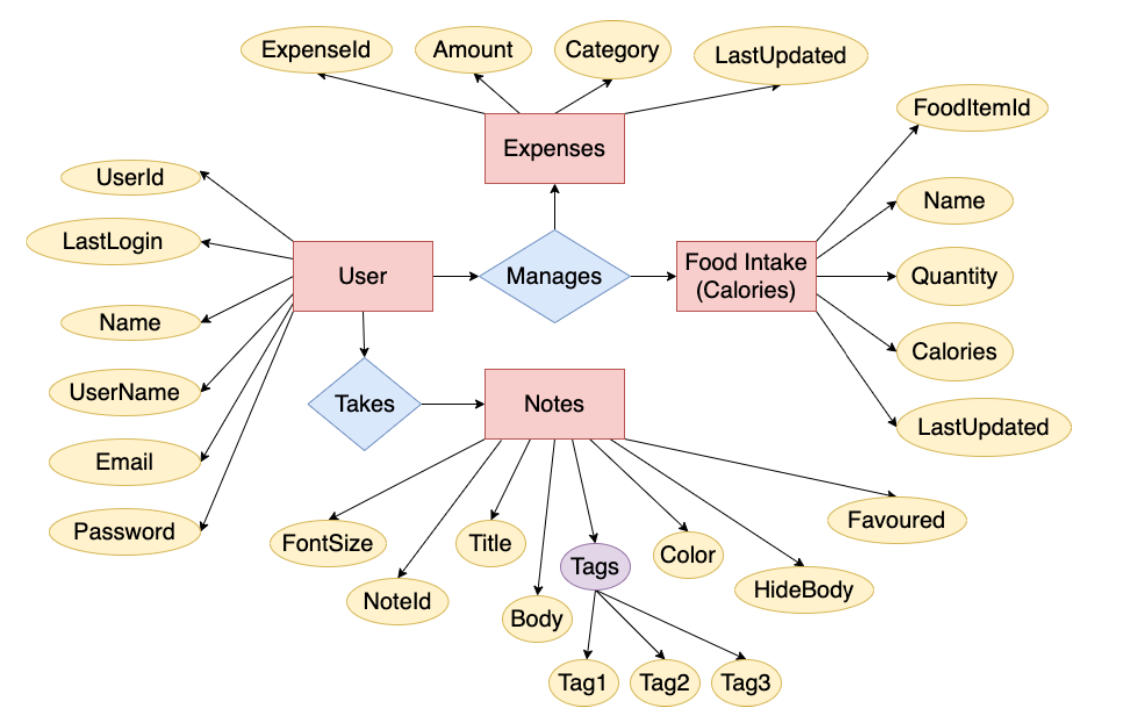 ExpenseId
Amount
Category
LastUpdated
Expenses
FoodItemId
Name
Quantity
Calories
LastUpdated
Food Intake
(Calories)
Manages
User
UserId
LastLogin
Name
UserName
Email
Password
Takes
Notes
FontSize
NoteId
Title
Body
Tags
Color
HideBody
Favoured
Tag1
Tag2
Tag3